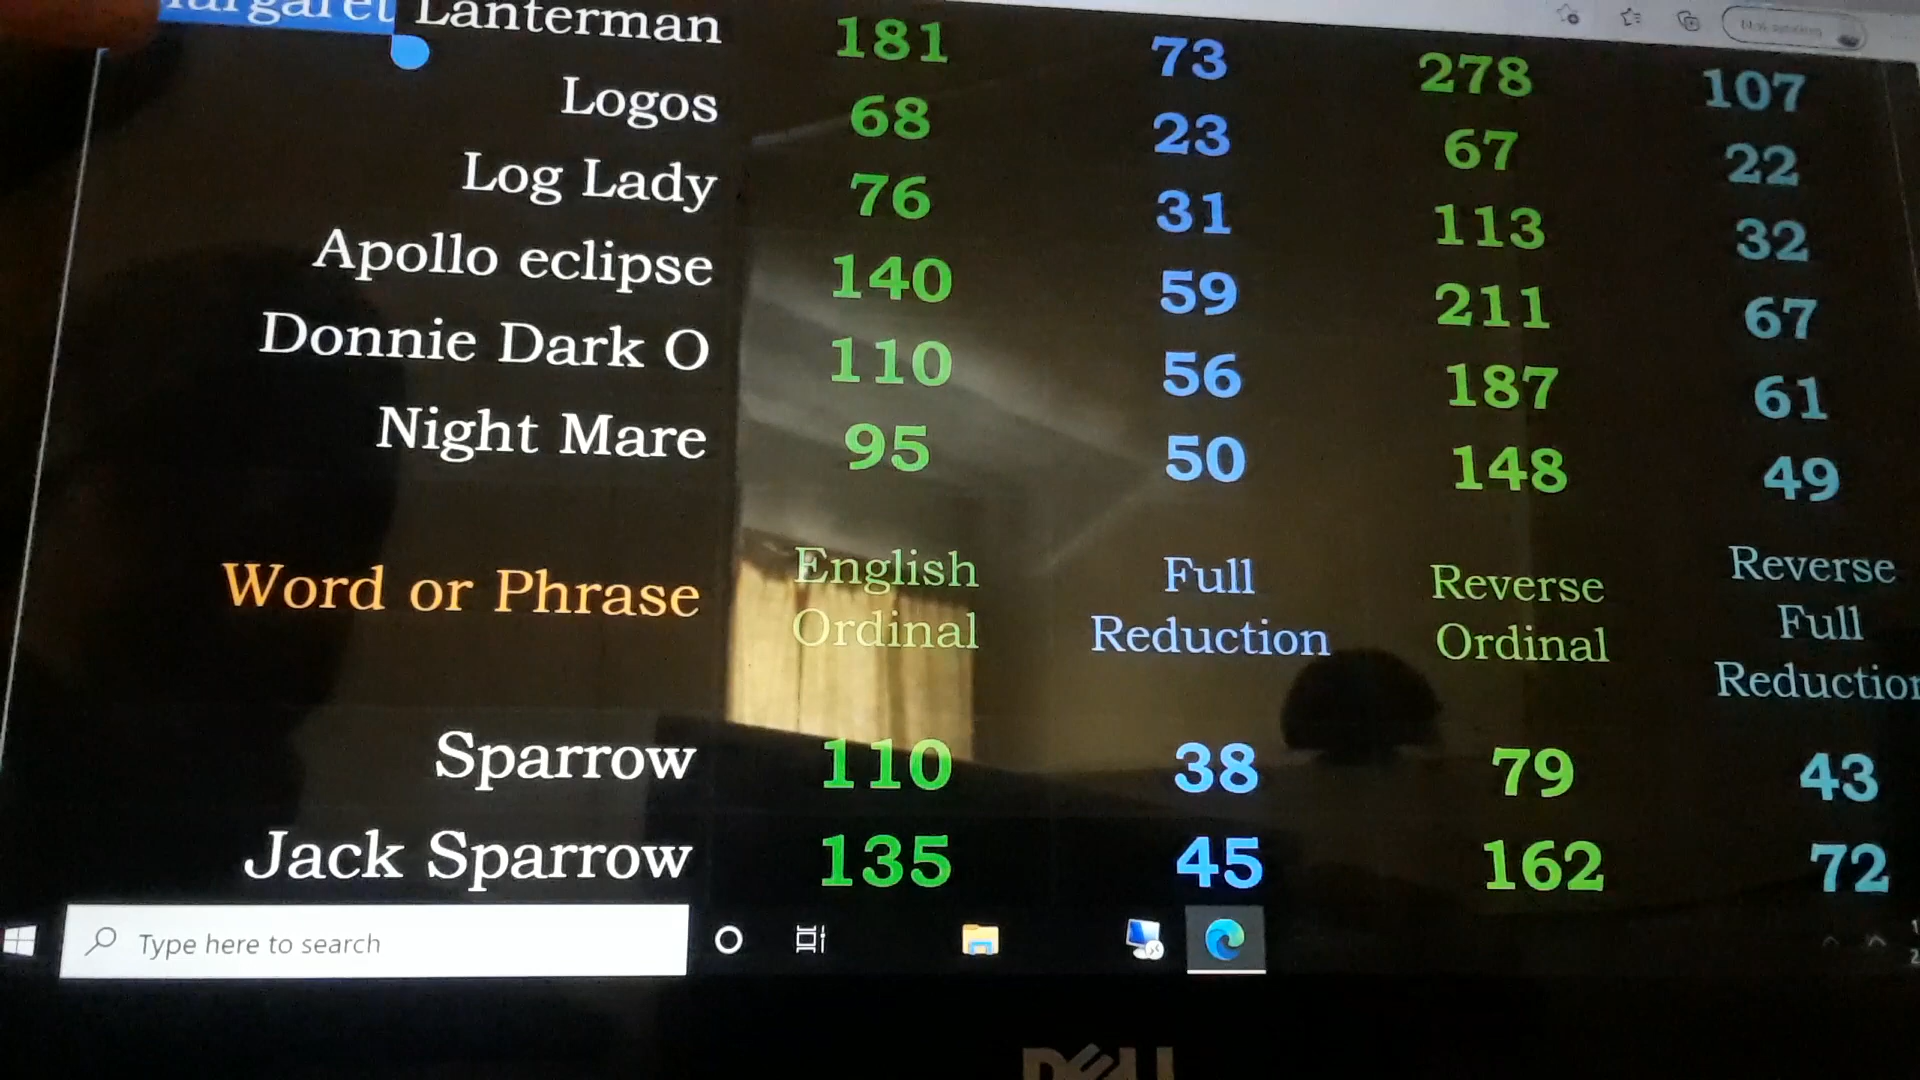 Margaret Lanterman 181 73 278 107
Logos 68 23 67 22
Log Lady 76 31 113 32
Apollo eclipse 140 59 211 67
Donnie Dark O 110 56 187 61
Night Mare 95 50 148 49
Word or Phrase English Ordinal Full Reduction Reverse Ordinal Reverse Full Reduction
Sparrow 110 38 79 43
Jack Sparrow 135 45 162 72
Type here to search
DELL